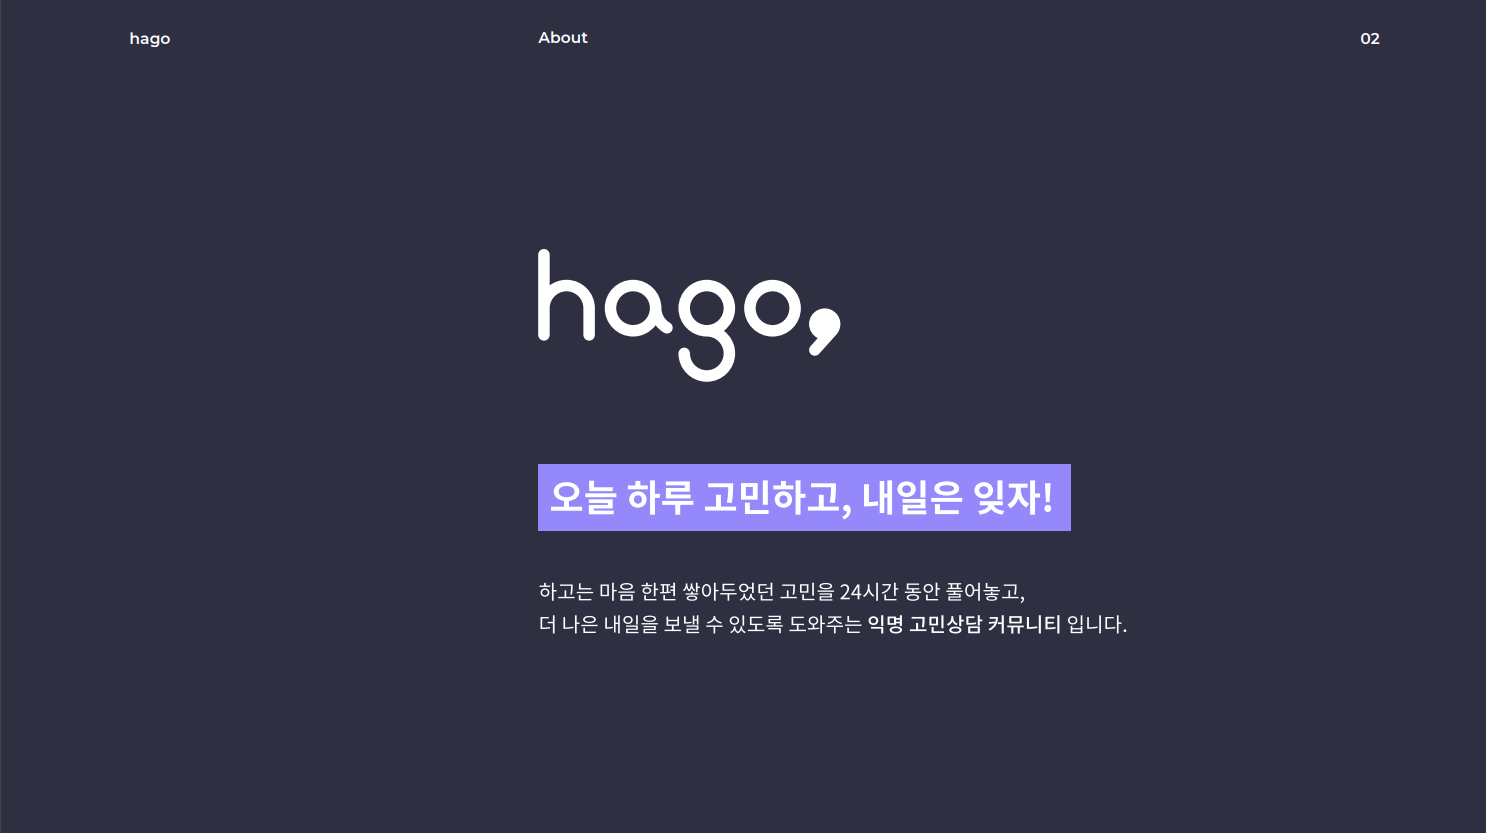 hago
About
02
hago,
오늘 하루 고민하고, 내일은 잊자!
하고는 마음 한편 쌓아두었던 고민을 24시간 동안 풀어놓고,
더 나은 내일을 보낼 수 있도록 도와주는 익명 고민상담 커뮤니티 입니다.